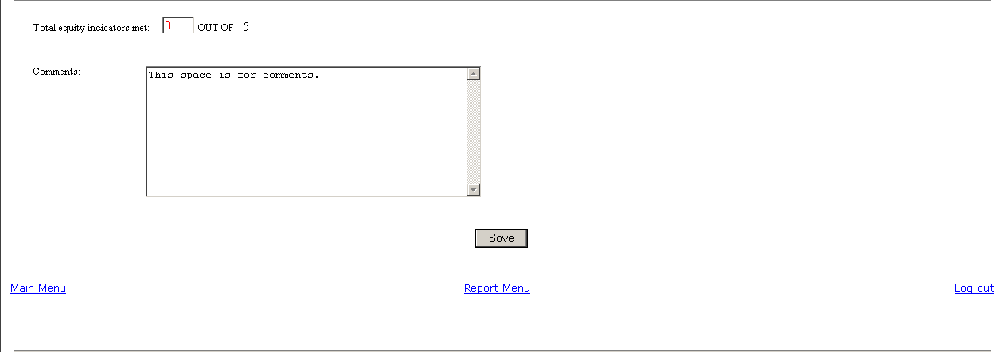 Total equity indicators met: 3 OUT OF 5
Comments: This space is for comments.
Save
Main Menu Report Menu Log out